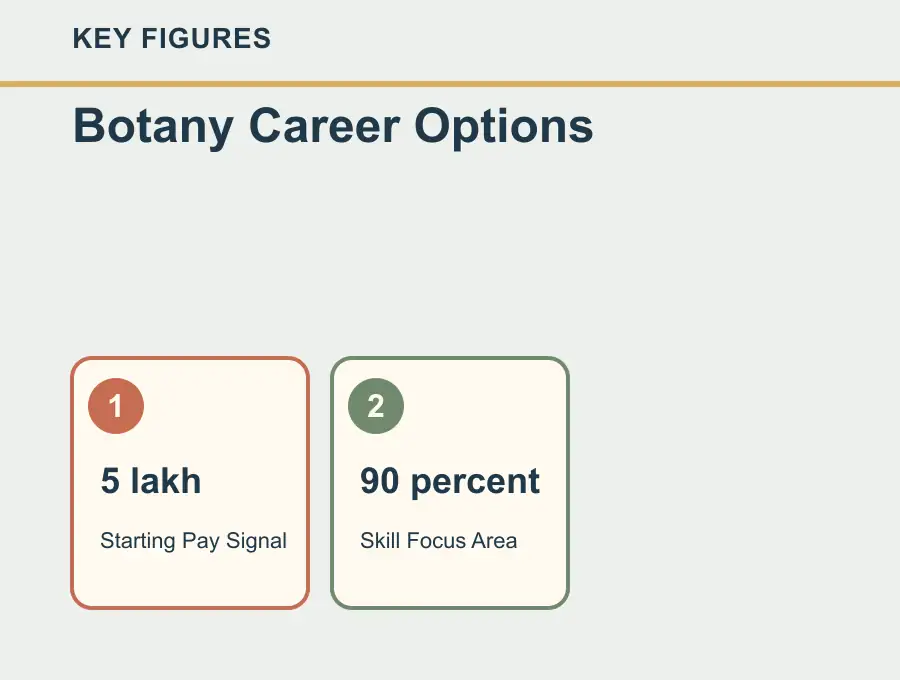 KEY FIGURES
Botany Career Options
1
5 lakh
Starting Pay Signal
2
90 percent
Skill Focus Area